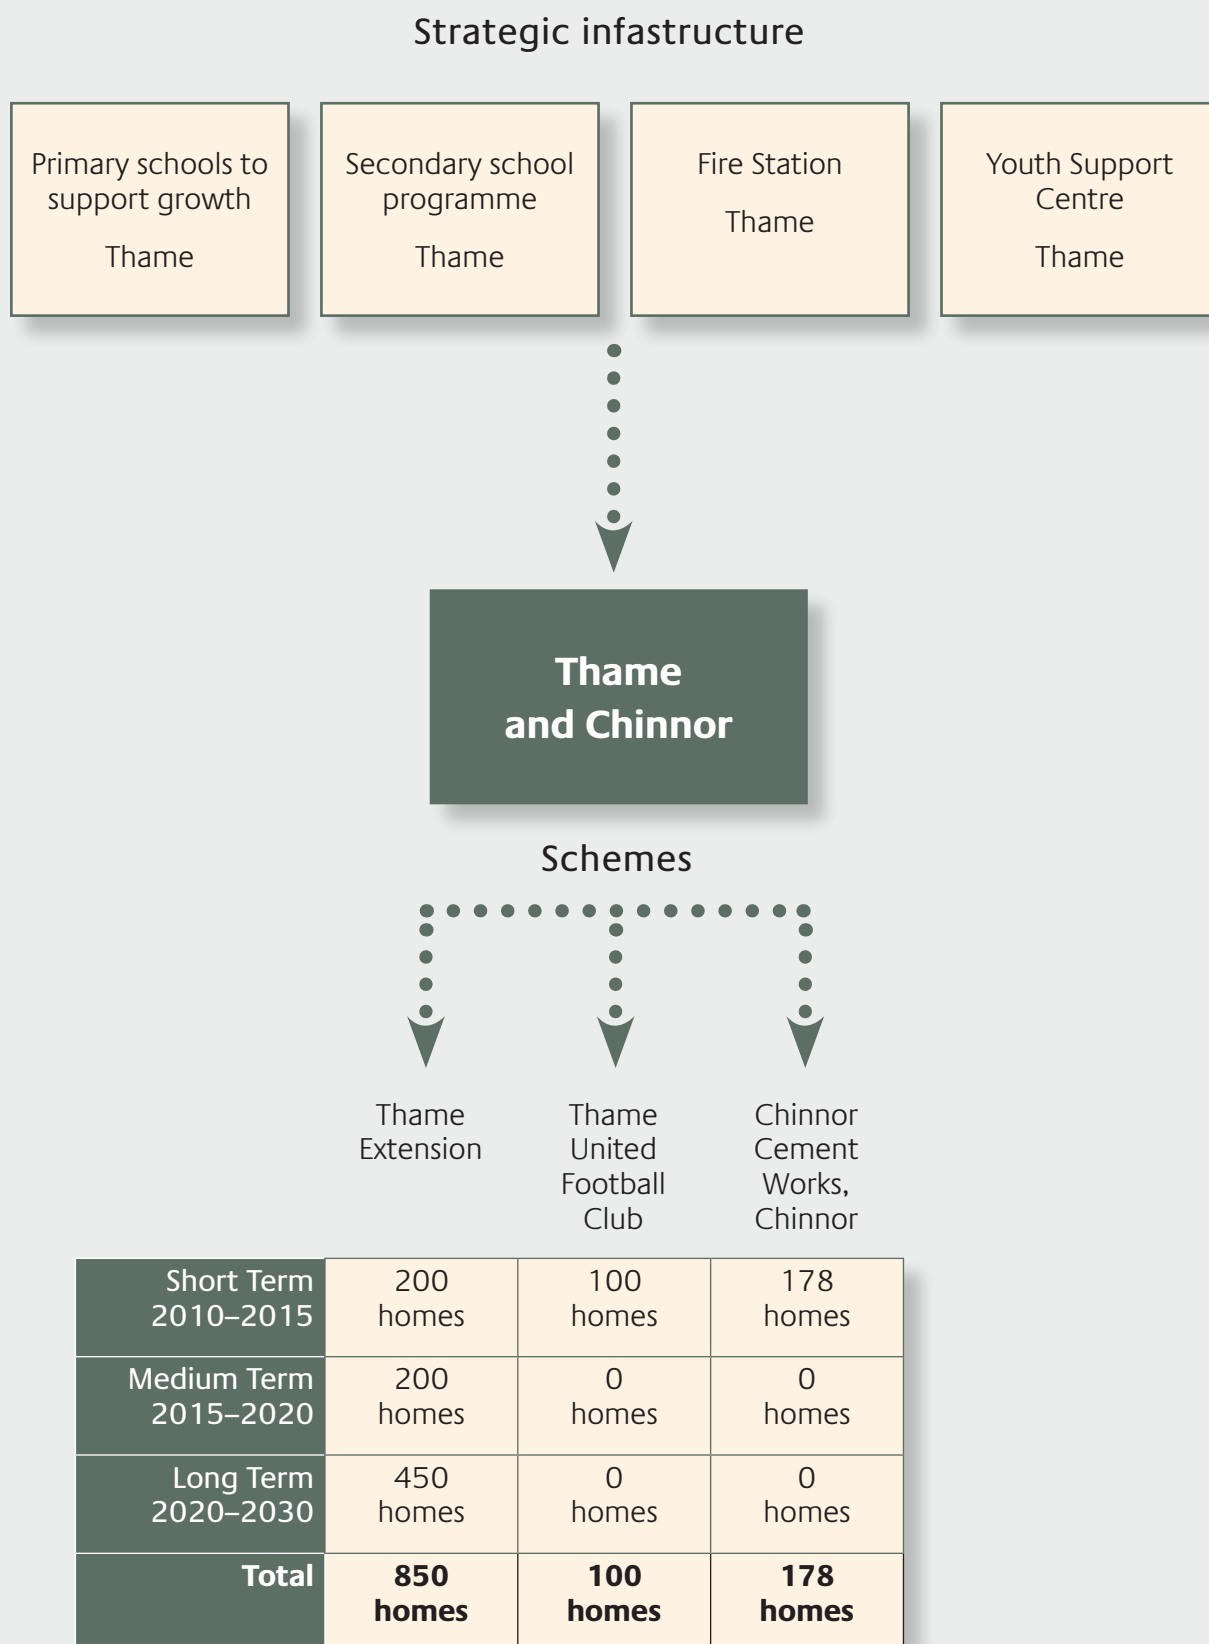 Strategic infastructure
Primary schools to
support growth
Thame
Secondary school
programme
Thame
Fire Station
Thame
Youth Support
Centre
Thame
Thame
and Chinnor
Schemes
Thame
Extension
Thame
United
Football
Club
Chinnor
Cement
Works,
Chinnor
Short Term
2010–2015
200
homes
100
homes
178
homes
Medium Term
2015–2020
200
homes
0
homes
0
homes
Long Term
2020–2030
450
homes
0
homes
0
homes
Total
850
homes
100
homes
178
homes